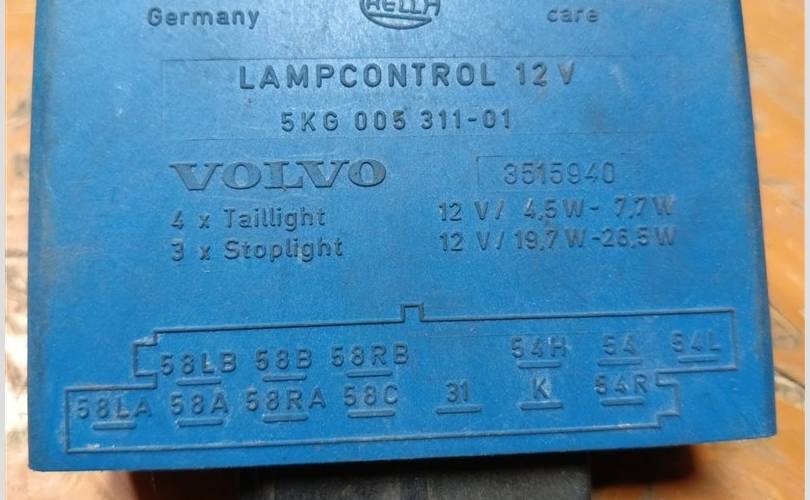 Germany HELLA care
LAMPCONTROL 12 V
5KG 005 311-01
VOLVO 3515940
4 x Taillight 12 V / 4,5 W - 7,7 W
3 x Stoplight 12 V / 19,7 W - 26,5 W
58LB 58B 58RB 54H 54 54L
58LA 58A 58RA 58C 31 K 54R